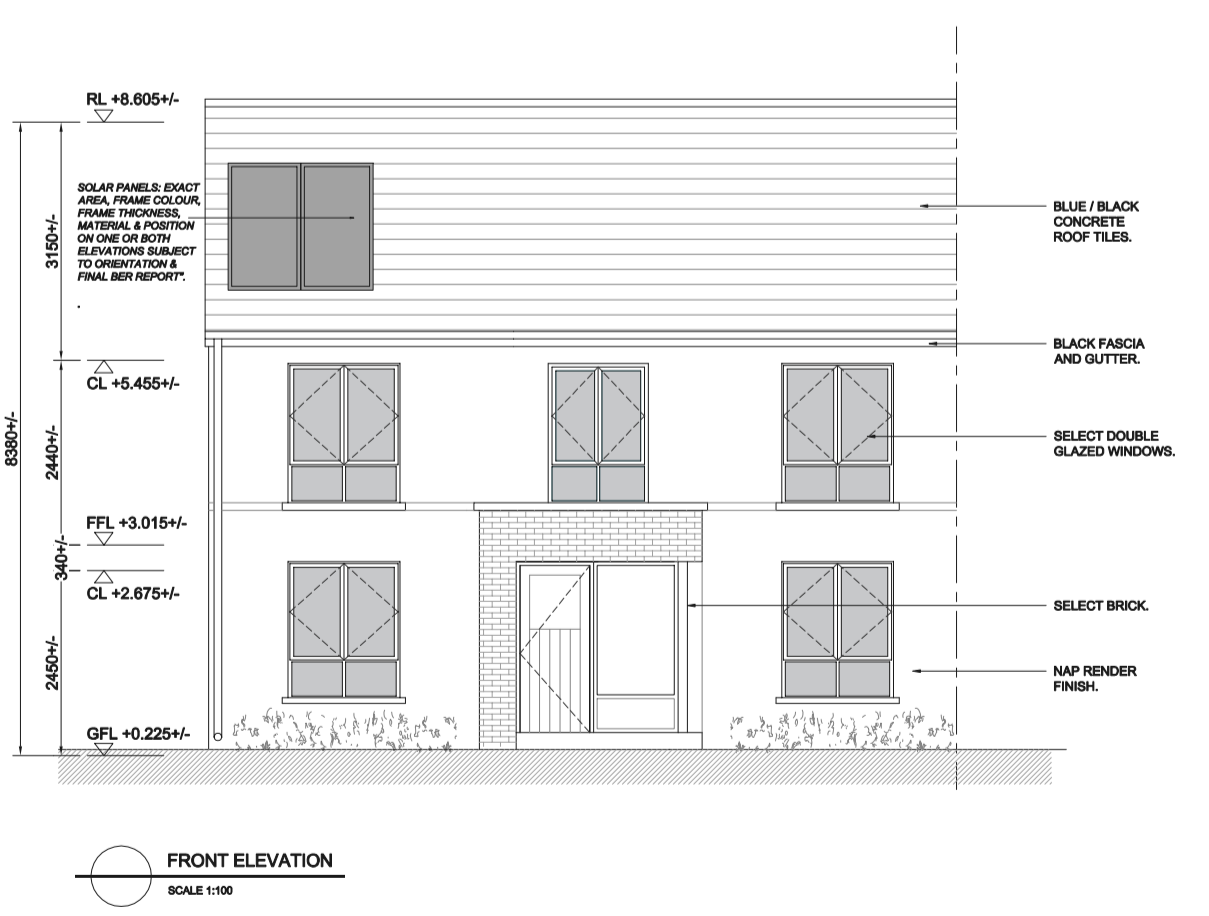 RL +8.605+/-
SOLAR PANELS: EXACT
AREA, FRAME COLOUR,
FRAME THICKNESS,
MATERIAL & POSITION
ON ONE OR BOTH
ELEVATIONS SUBJECT
TO ORIENTATION &
FINAL BER REPORT".
.
3150+/-
CL +5.455+/-
8380+/-
2440+/-
FFL +3.015+/-
340+/-
CL +2.675+/-
2450+/-
GFL +0.225+/-
BLUE / BLACK
CONCRETE
ROOF TILES.
BLACK FASCIA
AND GUTTER.
SELECT DOUBLE
GLAZED WINDOWS.
SELECT BRICK.
NAP RENDER
FINISH.
FRONT ELEVATION
SCALE 1:100